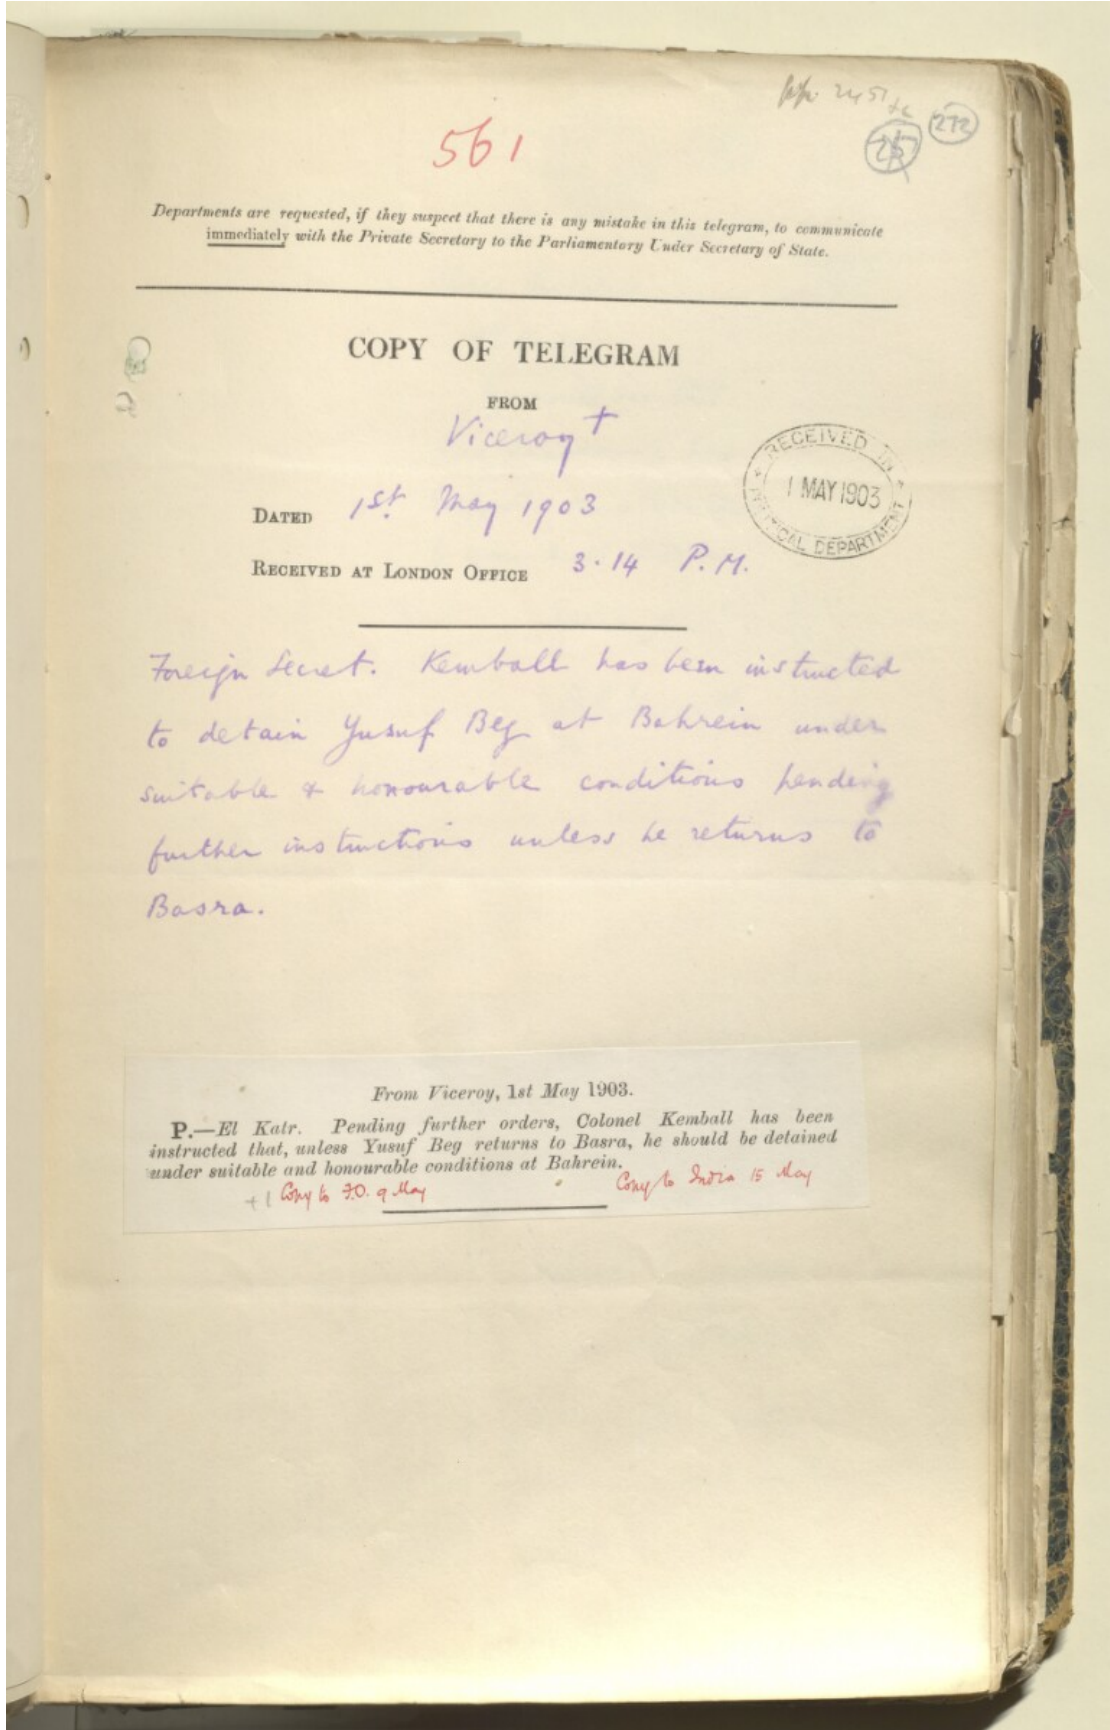 272
561
Departments are requested, if they suspect that there is any mistake in this telegram, to communicate
immediately with the Private Secretary to the Parliamentary Under Secretary of State.
COPY OF TELEGRAM
FROM
Viceroy +
RECEIVED IN
1 MAY 1903
POLITICAL DEPARTMENT
DATED 1st. May 1903
RECEIVED AT LONDON OFFICE 3.14 P.M.
Foreign Secret. Kemball has been instructed
to detain Yusuf Beg at Bahrein under
suitable & honourable conditions pending
further instructions unless he returns to
Basra.
From Viceroy, 1st May 1903.
P.—El Katr. Pending further orders, Colonel Kemball has been
instructed that, unless Yusuf Beg returns to Basra, he should be detained
under suitable and honourable conditions at Bahrein.
+ Copy to F.O. 9 May Copy to India 15 May